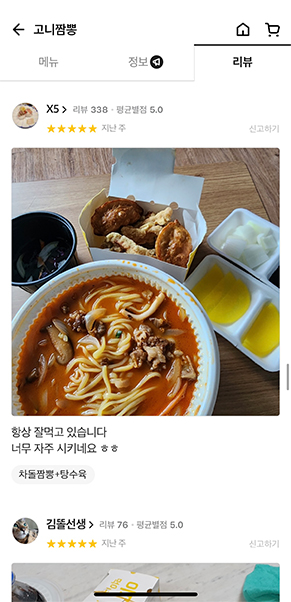 고니짬뽕
메뉴
정보
리뷰
X5 리뷰 338 · 평균별점 5.0
★★★★★ 지난 주 신고하기
항상 잘먹고 있습니다
너무 자주 시키네요 ㅎㅎ
차돌짬뽕+탕수육
김똘선생 리뷰 76 · 평균별점 5.0
★★★★★ 지난 주 신고하기